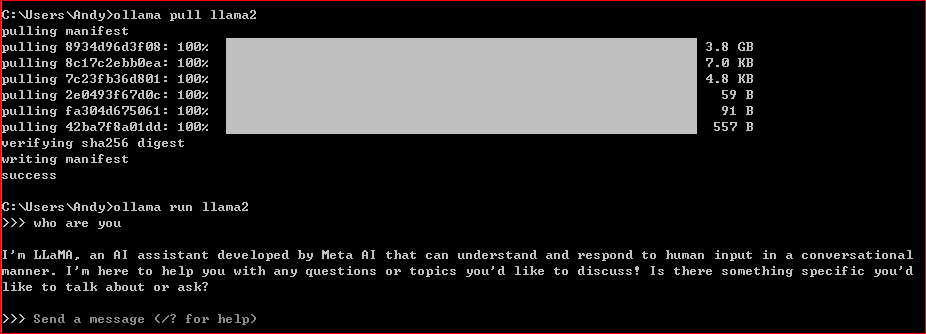 C:\Users\Andy>ollama pull llama2
pulling manifest
pulling 8934d96d3f08: 100% 3.8 GB
pulling 8c17c2ebb0ea: 100% 7.0 KB
pulling 7c23fb36d801: 100% 4.8 KB
pulling 2e0493f67d0c: 100% 59 B
pulling fa304d675061: 100% 91 B
pulling 42ba7f8a01dd: 100% 557 B
verifying sha256 digest
writing manifest
success
C:\Users\Andy>ollama run llama2
>>> who are you
I'm LLaMA, an AI assistant developed by Meta AI that can understand and respond to human input in a conversational
manner. I'm here to help you with any questions or topics you'd like to discuss! Is there something specific you'd
like to talk about or ask?
>>> Send a message (/? for help)